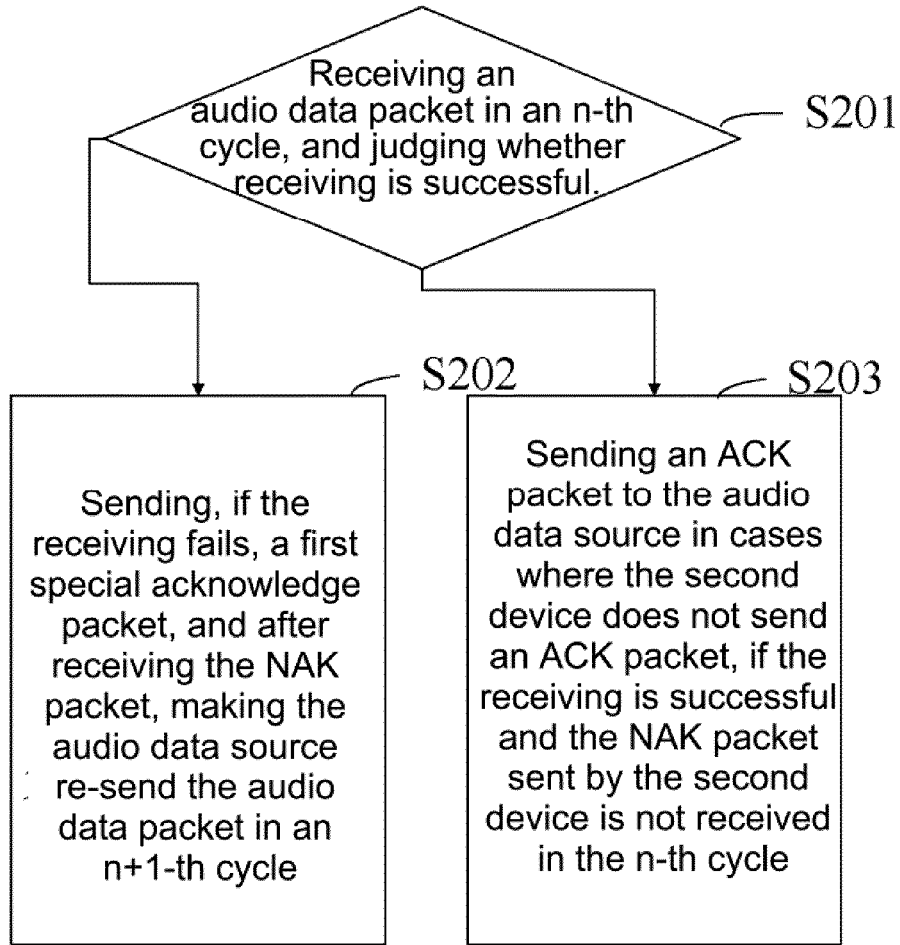 Receiving an
audio data packet in an n-th
cycle, and judging whether
receiving is successful.
S201
S202
Sending, if the
receiving fails, a first
special acknowledge
packet, and after
receiving the NAK
packet, making the
audio data source
re-send the audio
data packet in an
n+1-th cycle
S203
Sending an ACK
packet to the audio
data source in cases
where the second
device does not send
an ACK packet, if the
receiving is successful
and the NAK packet
sent by the second
device is not received
in the n-th cycle